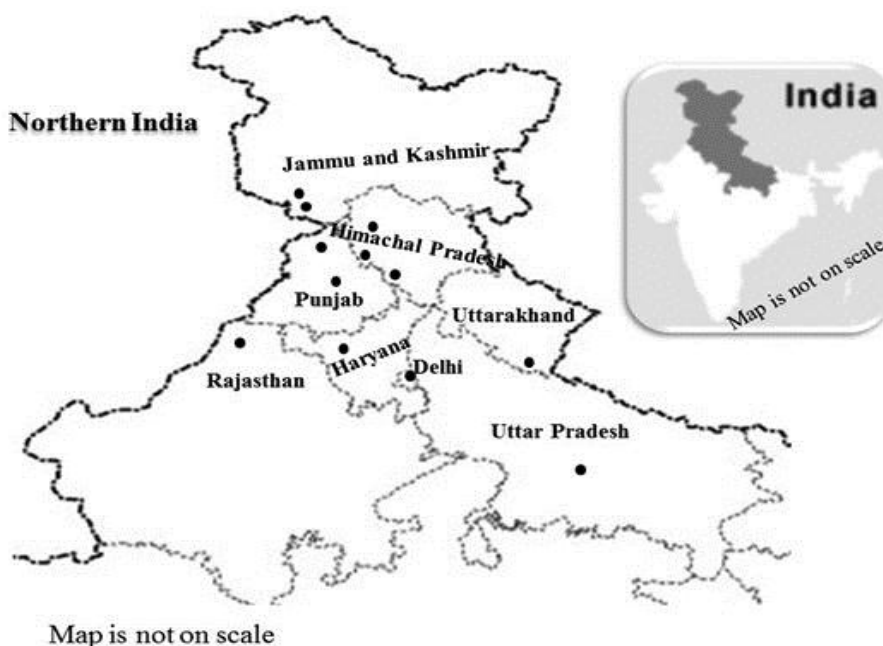 Northern India
India
Jammu and Kashmir
Himachal Pradesh
Punjab
Uttarakhand
Haryana
Delhi
Rajasthan
Uttar Pradesh
Map is not on scale
Map is not on scale